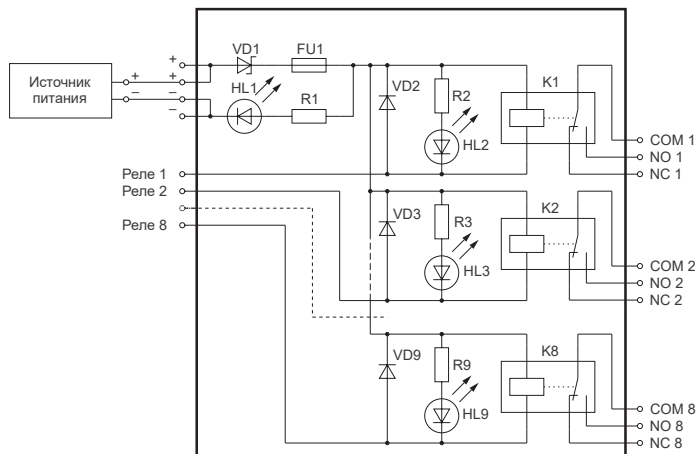 VD1
FU1
+
+
+
Источник
питания
–
–
–
HL1
R1
VD2
R2
HL2
K1
COM 1
NO 1
NC 1
Реле 1
Реле 2
Реле 8
VD3
R3
HL3
K2
COM 2
NO 2
NC 2
VD9
R9
HL9
K8
COM 8
NO 8
NC 8